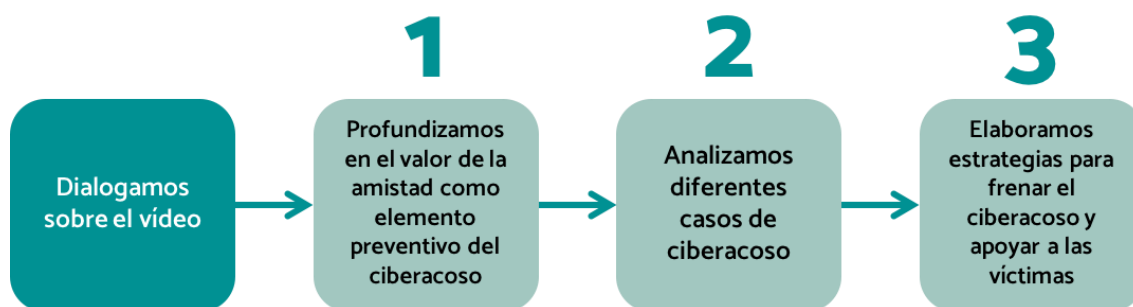 1
2
3
Dialogamos
sobre el vídeo
Profundizamos
en el valor de la
amistad como
elemento
preventivo del
ciberacoso
Analizamos
diferentes
casos de
ciberacoso
Elaboramos
estrategias para
frenar el
ciberacoso y
apoyar a las
víctimas